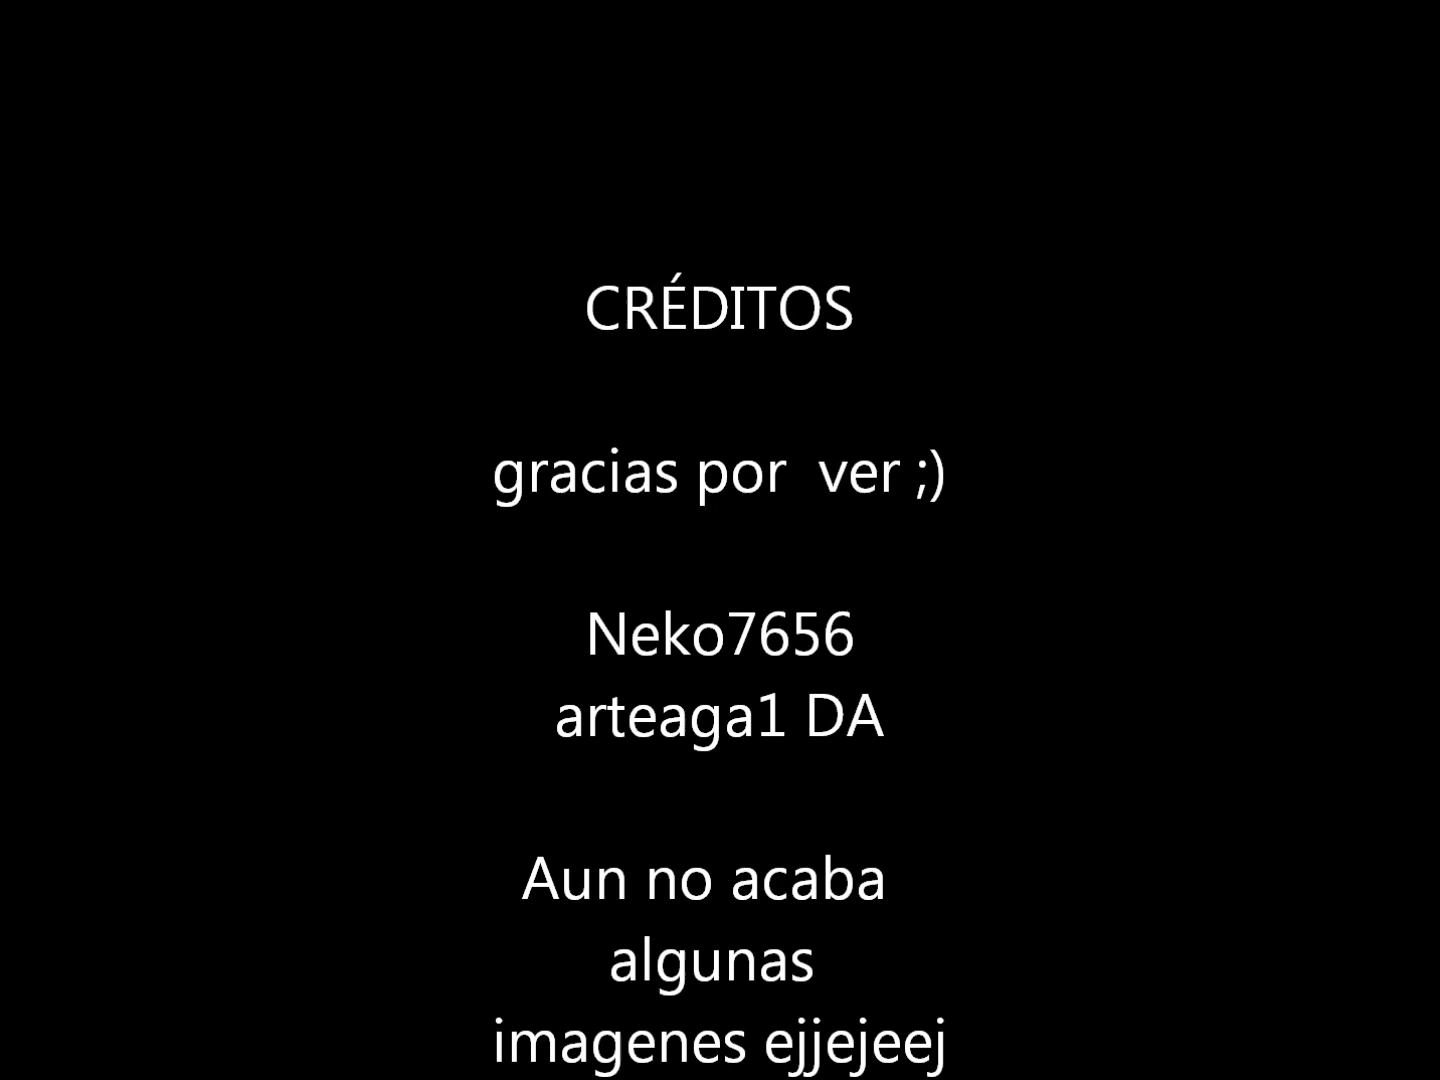 CRÉDITOS
gracias por  ver ;)
Neko7656
arteaga1 DA
Aun no acaba
algunas
imagenes ejjejeej